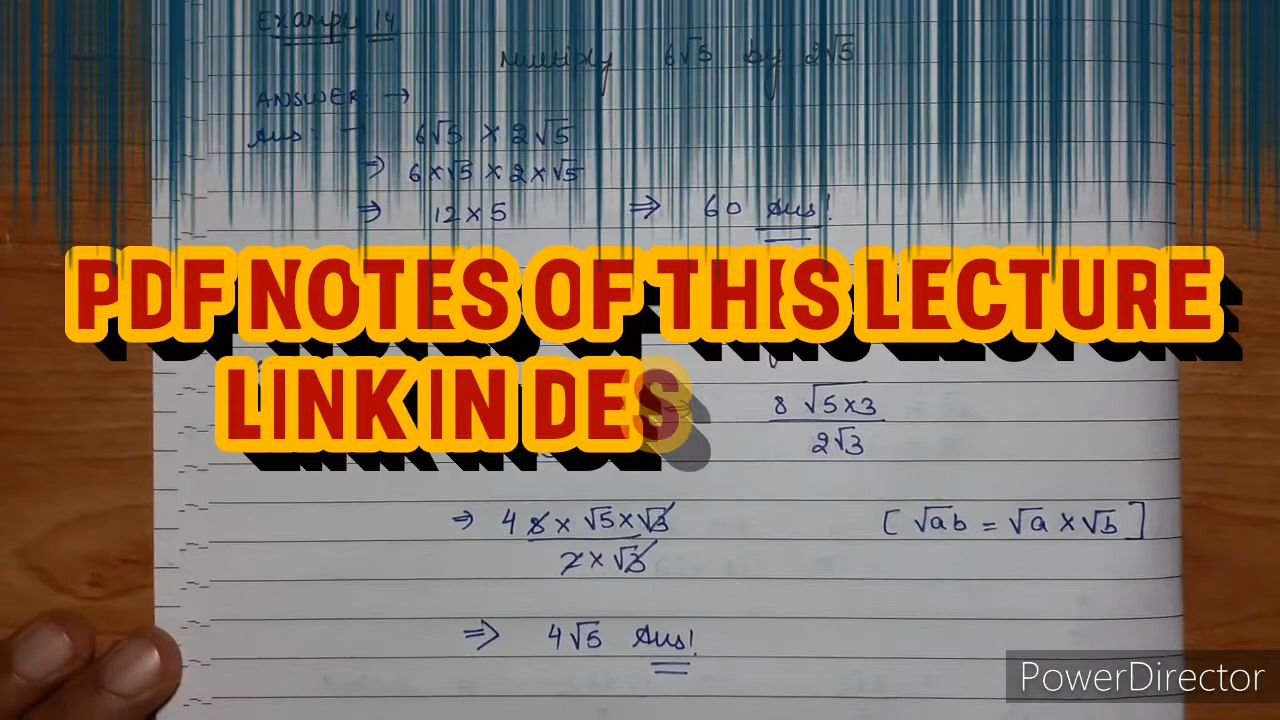 Example 14
Multiply 6√5 by 2√5
ANSWER →
Ans: - 6√5 × 2√5
⇒ 6×√5 × 2×√5
⇒ 12×5 ⇒ 60 Ans!
PDF NOTES OF THIS LECTURE
LINK IN DES
8 √5×3
2√3
⇒ 4 8 × √5 × √3 [ √ab = √a × √b ]
2 × √3
⇒ 4√5 Ans!
PowerDirector